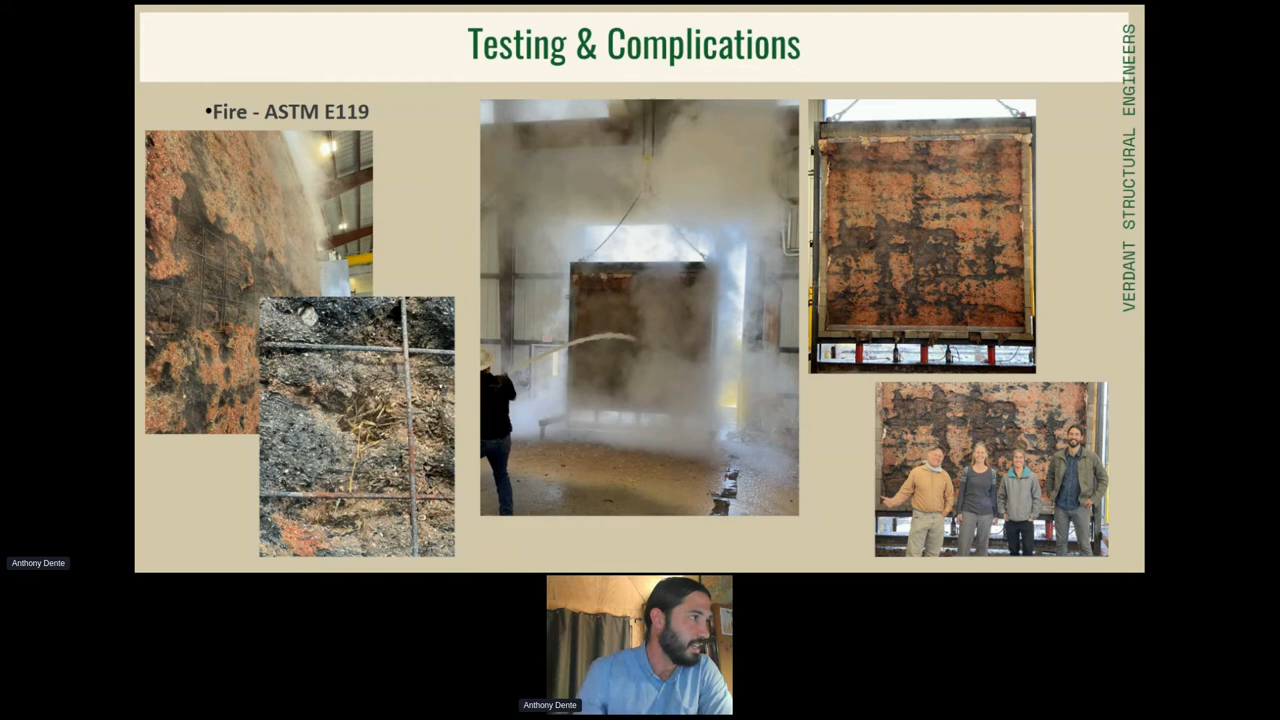 Testing & Complications
•Fire - ASTM E119
VERDANT STRUCTURAL ENGINEERS
Anthony Dente
Anthony Dente